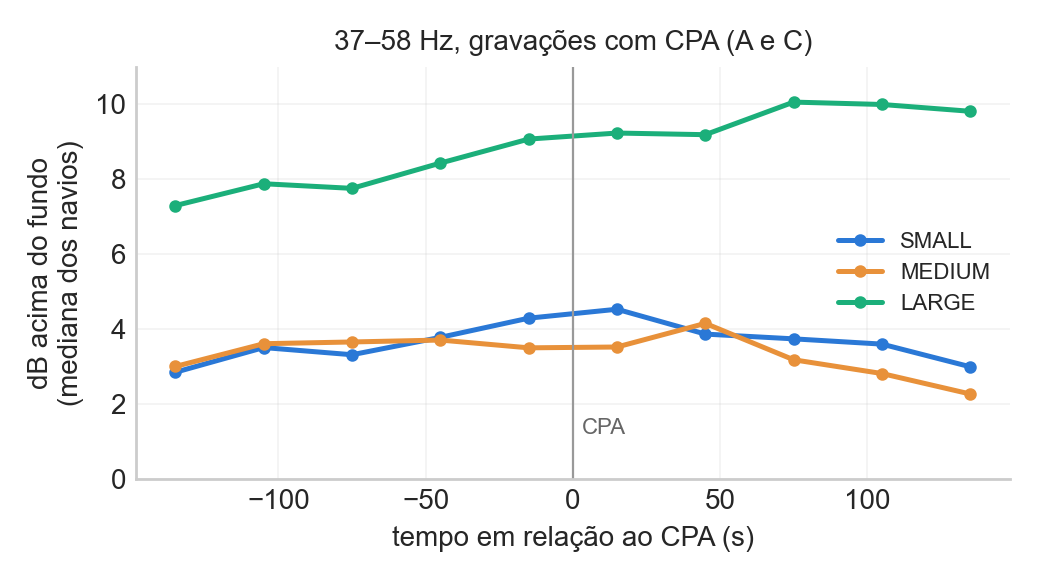 37–58 Hz, gravações com CPA (A e C)
dB acima do fundo
(mediana dos navios)
10
8
6
4
2
0
SMALL
MEDIUM
LARGE
CPA
−100
−50
0
50
100
tempo em relação ao CPA (s)